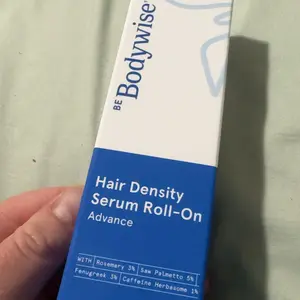 BE Bodywise®
Hair Density
Serum Roll-On
Advance
WITH | Rosemary 3% | Saw Palmetto 5%
Fenugreek 3% | Caffeine Herbasome 1%